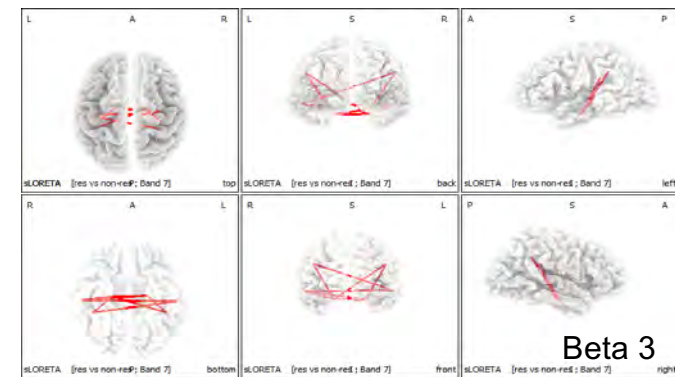 L A R
L S R
A S P
sLORETA [res vs non-res; Band 7] top
sLORETA [res vs non-res; Band 7] back
sLORETA [res vs non-res; Band 7] left
R A L
R S L
P S A
sLORETA [res vs non-res; Band 7] bottom
sLORETA [res vs non-res; Band 7] front
Beta 3
sLORETA [res vs non-res; Band 7] right